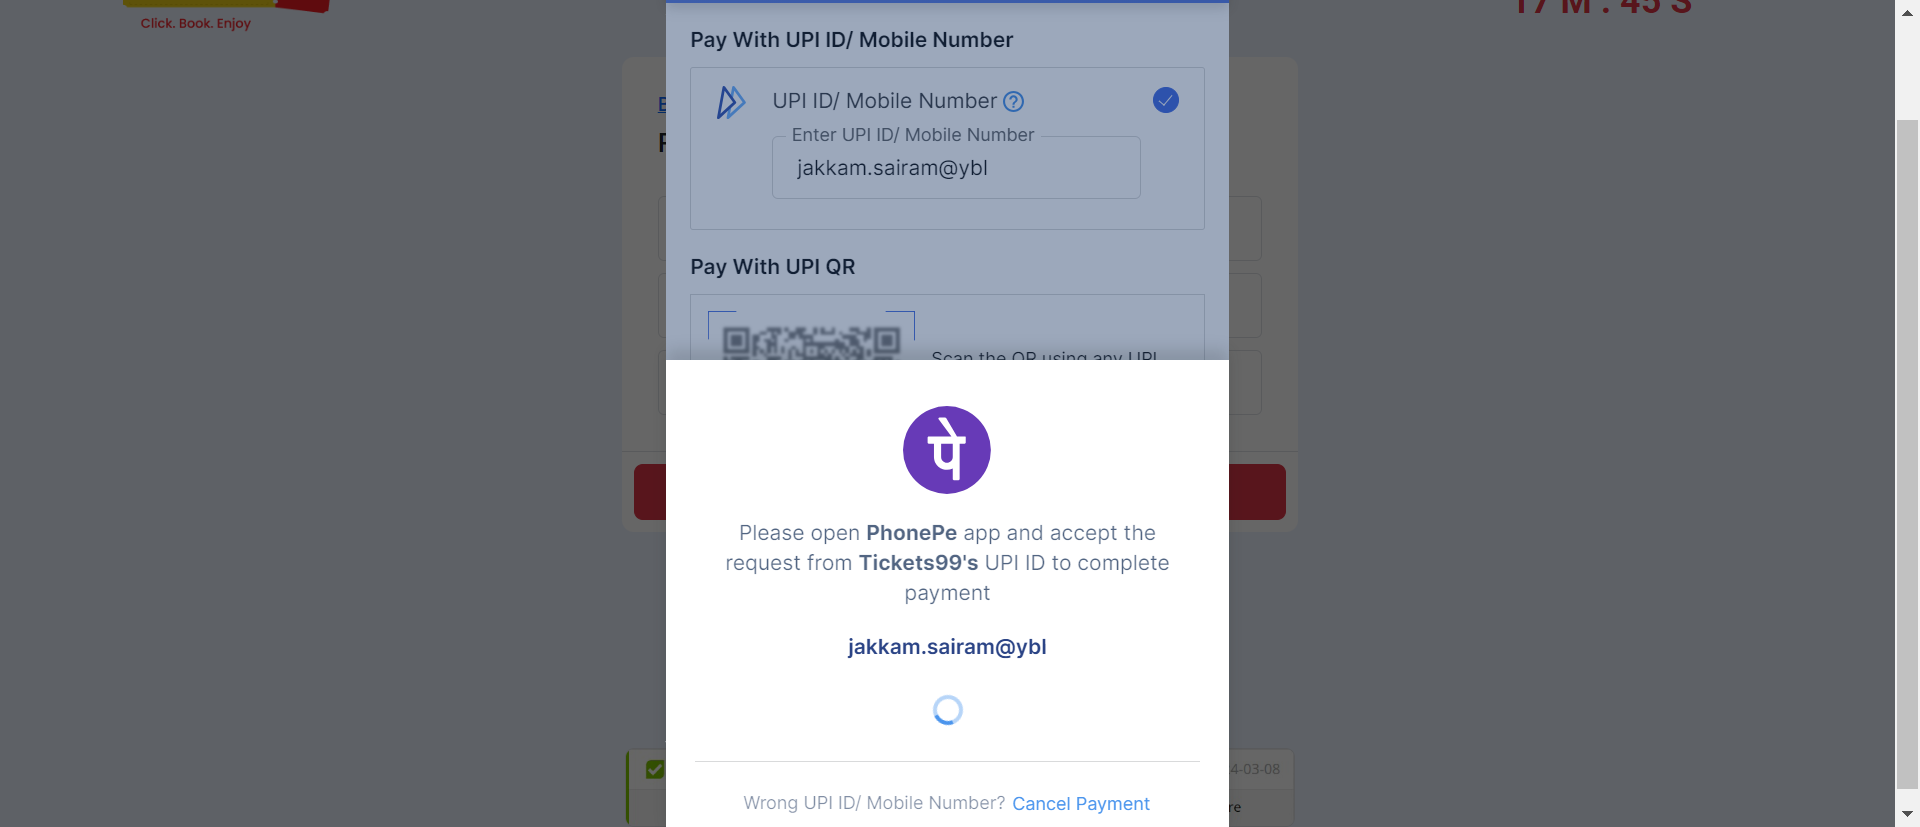 Click. Book. Enjoy
17 M : 45 S
Pay With UPI ID/ Mobile Number
UPI ID/ Mobile Number ?
Enter UPI ID/ Mobile Number
jakkam.sairam@ybl
Pay With UPI QR
Scan the QR using any UPI
पे
Please open PhonePe app and accept the
request from Tickets99's UPI ID to complete
payment
jakkam.sairam@ybl
4-03-08
Wrong UPI ID/ Mobile Number? Cancel Payment
re